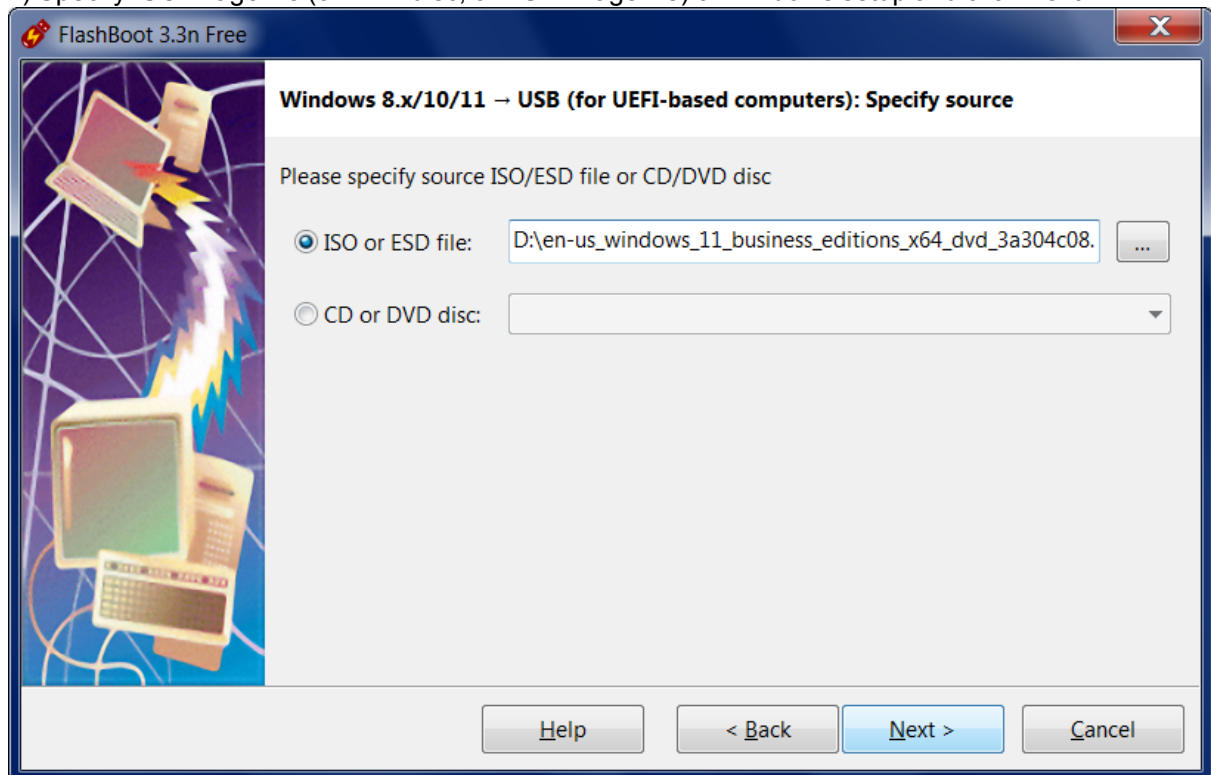 FlashBoot 3.3n Free
Windows 8.x/10/11 → USB (for UEFI-based computers): Specify source
Please specify source ISO/ESD file or CD/DVD disc
ISO or ESD file:
D:\en-us_windows_11_business_editions_x64_dvd_3a304c08.
...
CD or DVD disc:
Help
< Back
Next >
Cancel